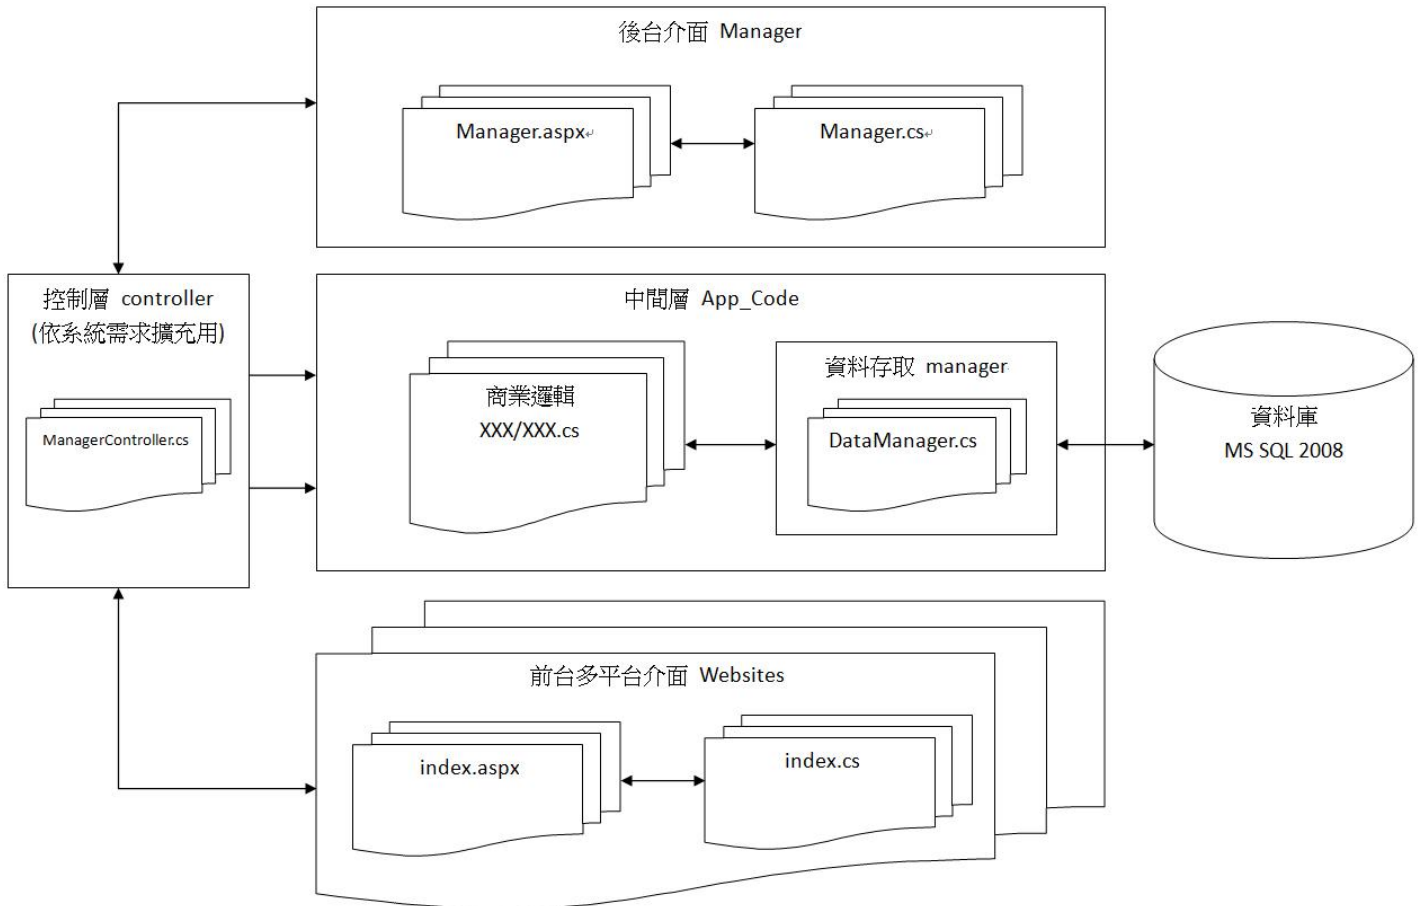 後台介面 Manager
Manager.aspx
Manager.cs
控制層 controller
(依系統需求擴充用)
ManagerController.cs
中間層 App_Code
商業邏輯
XXX/XXX.cs
資料存取 manager
DataManager.cs
資料庫
MS SQL 2008
前台多平台介面 Websites
index.aspx
index.cs